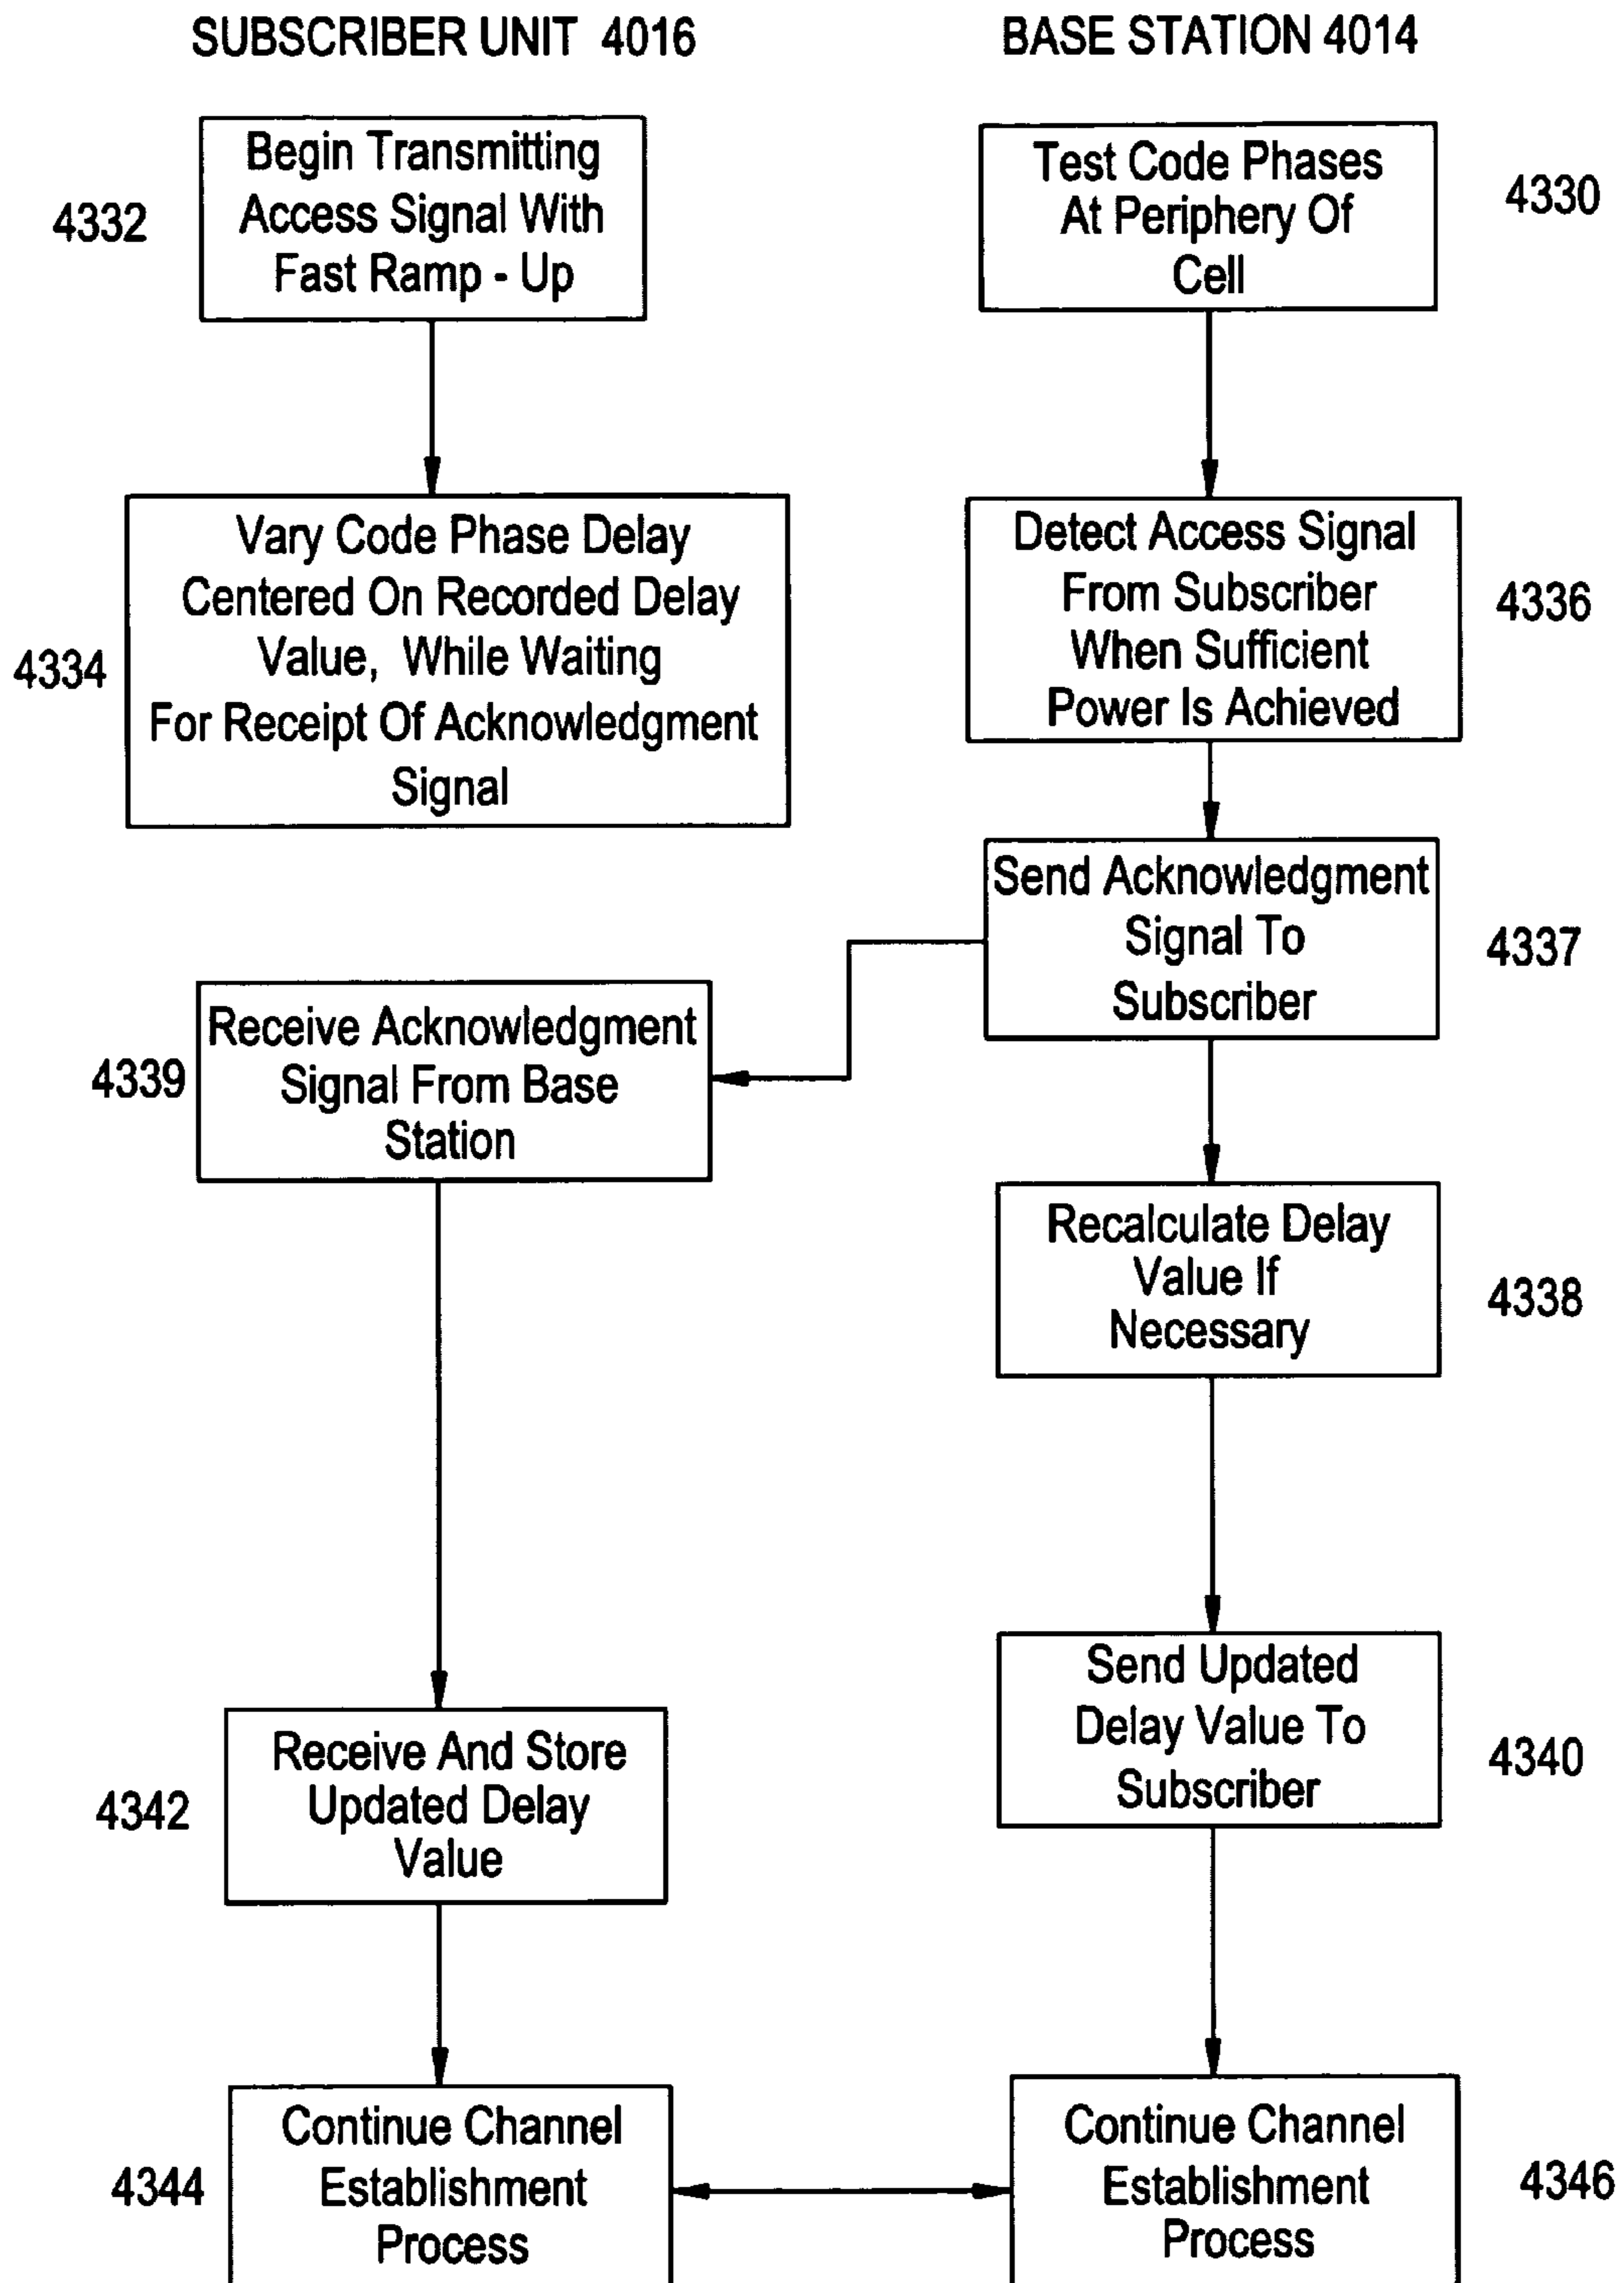 SUBSCRIBER UNIT 4016
BASE STATION 4014
4332
Begin Transmitting
Access Signal With
Fast Ramp - Up
Test Code Phases
At Periphery Of
Cell
4330
4334
Vary Code Phase Delay
Centered On Recorded Delay
Value, While Waiting
For Receipt Of Acknowledgment
Signal
Detect Access Signal
From Subscriber
When Sufficient
Power Is Achieved
4336
Send Acknowledgment
Signal To
Subscriber
4337
4339
Receive Acknowledgment
Signal From Base
Station
Recalculate Delay
Value If
Necessary
4338
Send Updated
Delay Value To
Subscriber
4340
4342
Receive And Store
Updated Delay
Value
4344
Continue Channel
Establishment
Process
Continue Channel
Establishment
Process
4346